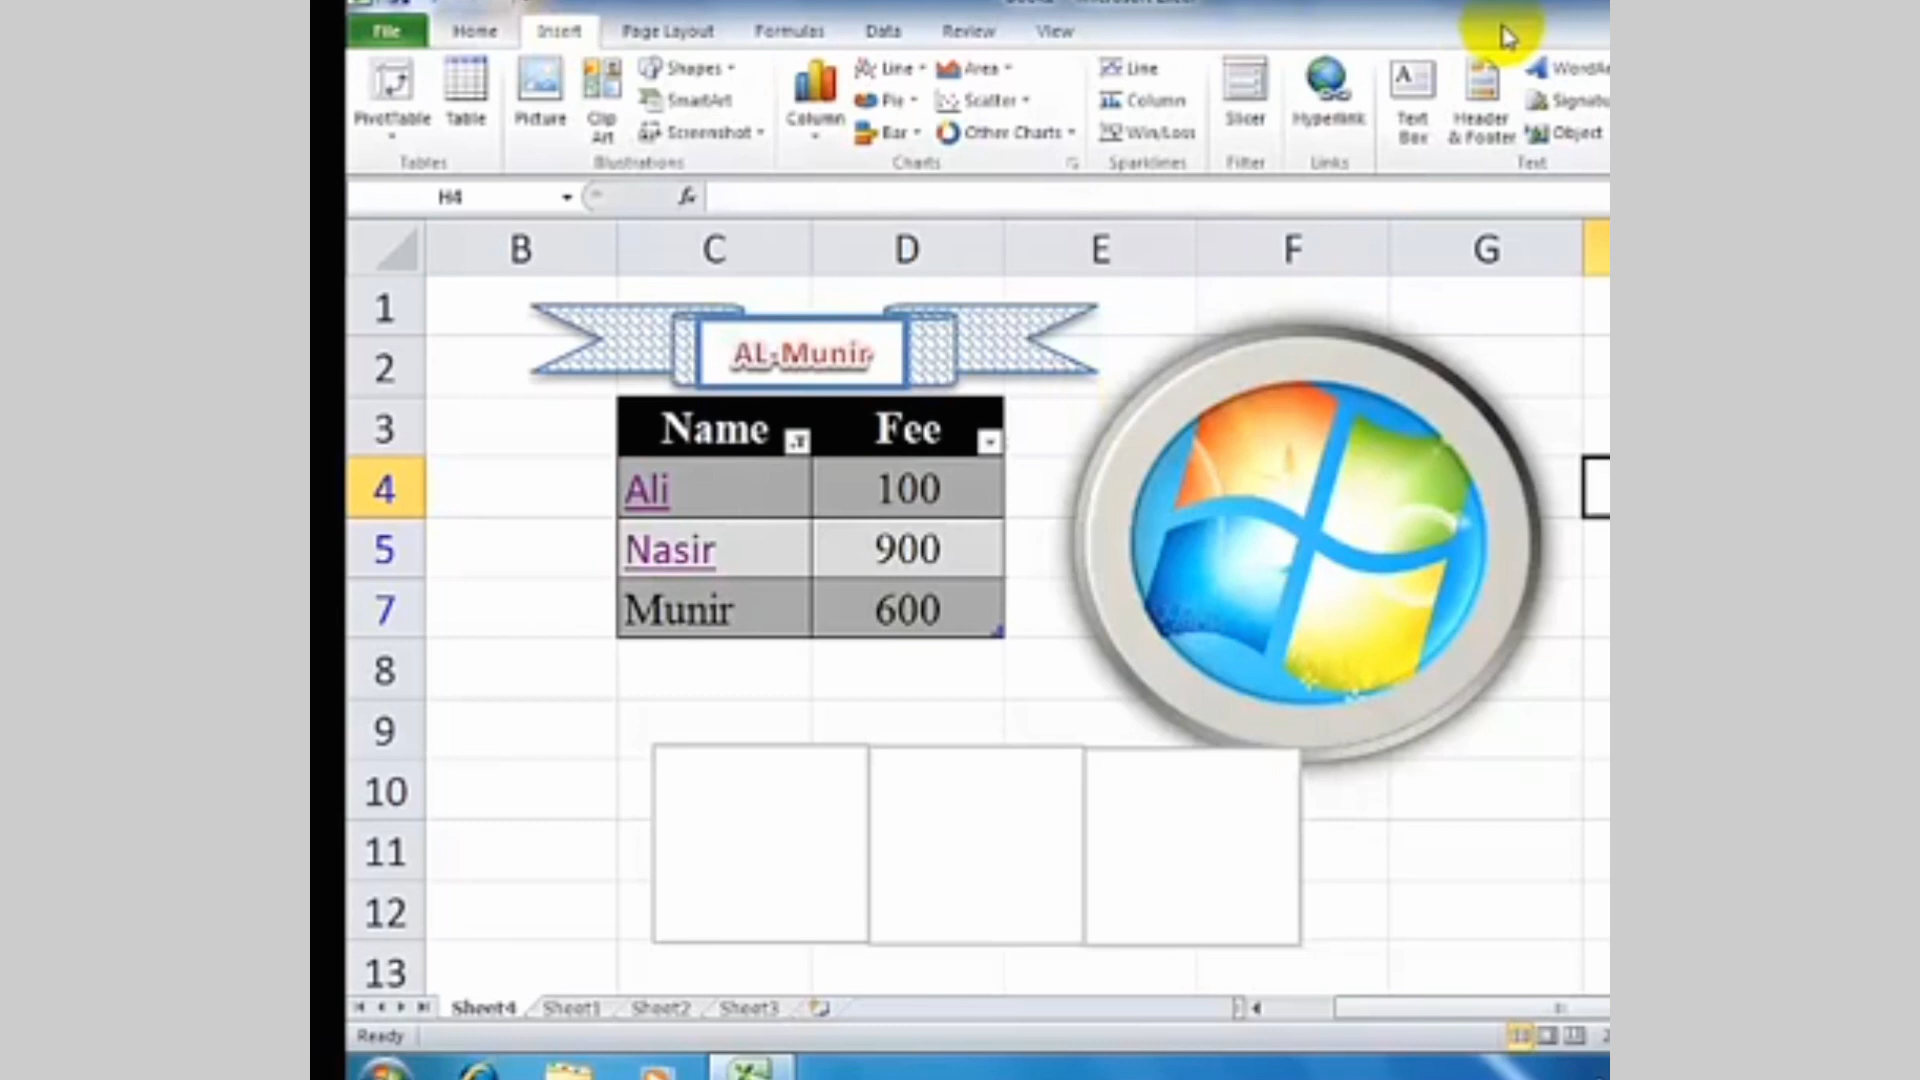 File Home Insert Page Layout Formulas Data Review View
Shapes Line Area Line WordAr
SmartArt Pie Scatter Column Signatu
PivotTable Table Picture Clip Art Screenshot Column Bar Other Charts Win/Loss Slicer Hyperlink Text Box Header & Footer Object
Tables Illustrations Charts Sparklines Filter Links Text
H4 fx
B C D E F G
1
AL-Munir
2
3 Name Fee
4 Ali 100
5 Nasir 900
7 Munir 600
8
9
10
11
12
13
Sheet4 Sheet1 Sheet2 Sheet3
Ready